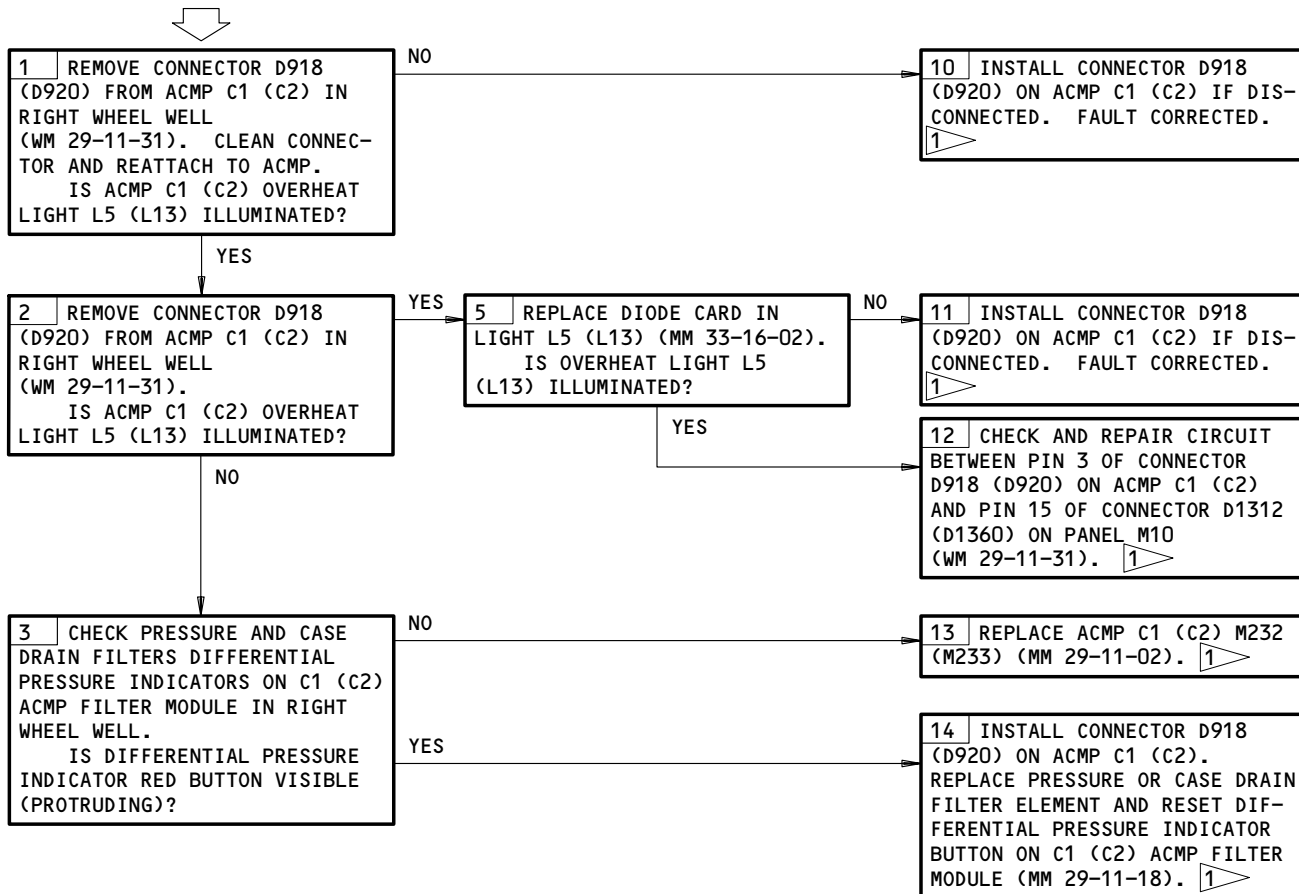 1 REMOVE CONNECTOR D918
(D920) FROM ACMP C1 (C2) IN
RIGHT WHEEL WELL
(WM 29-11-31). CLEAN CONNEC-
TOR AND REATTACH TO ACMP.
IS ACMP C1 (C2) OVERHEAT
LIGHT L5 (L13) ILLUMINATED?
NO
10 INSTALL CONNECTOR D918
(D920) ON ACMP C1 (C2) IF DIS-
CONNECTED. FAULT CORRECTED.
1
YES
2 REMOVE CONNECTOR D918
(D920) FROM ACMP C1 (C2) IN
RIGHT WHEEL WELL
(WM 29-11-31).
IS ACMP C1 (C2) OVERHEAT
LIGHT L5 (L13) ILLUMINATED?
YES
5 REPLACE DIODE CARD IN
LIGHT L5 (L13) (MM 33-16-02).
IS OVERHEAT LIGHT L5
(L13) ILLUMINATED?
NO
11 INSTALL CONNECTOR D918
(D920) ON ACMP C1 (C2) IF DIS-
CONNECTED. FAULT CORRECTED.
1
YES
12 CHECK AND REPAIR CIRCUIT
BETWEEN PIN 3 OF CONNECTOR
D918 (D920) ON ACMP C1 (C2)
AND PIN 15 OF CONNECTOR D1312
(D1360) ON PANEL M10
(WM 29-11-31). 1
NO
3 CHECK PRESSURE AND CASE
DRAIN FILTERS DIFFERENTIAL
PRESSURE INDICATORS ON C1 (C2)
ACMP FILTER MODULE IN RIGHT
WHEEL WELL.
IS DIFFERENTIAL PRESSURE
INDICATOR RED BUTTON VISIBLE
(PROTRUDING)?
NO
13 REPLACE ACMP C1 (C2) M232
(M233) (MM 29-11-02). 1
YES
14 INSTALL CONNECTOR D918
(D920) ON ACMP C1 (C2).
REPLACE PRESSURE OR CASE DRAIN
FILTER ELEMENT AND RESET DIF-
FERENTIAL PRESSURE INDICATOR
BUTTON ON C1 (C2) ACMP FILTER
MODULE (MM 29-11-18). 1